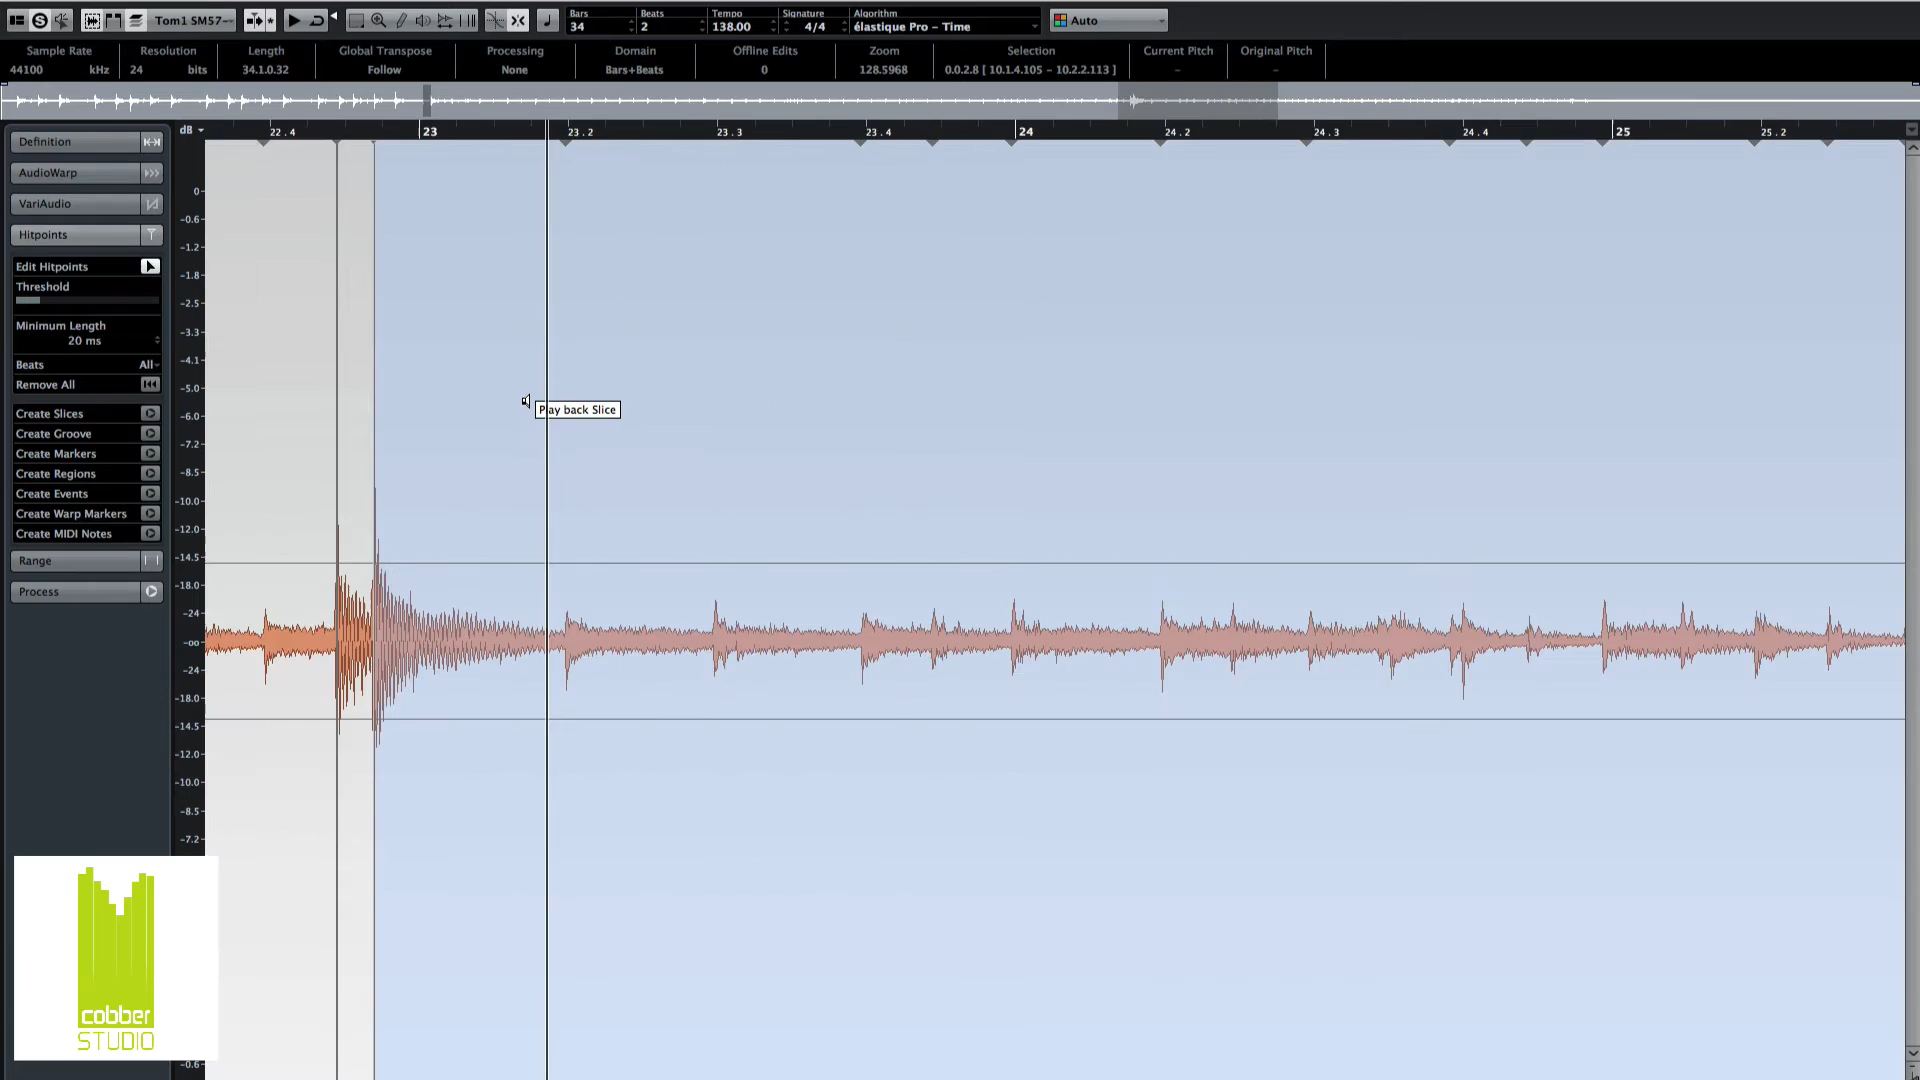 Tom1 SM57
Bars Beats Tempo Signature Algorithm
34 2 138.00 4/4 élastique Pro – Time
Auto
Sample Rate Resolution Length Global Transpose Processing Domain Offline Edits Zoom Selection Current Pitch Original Pitch
44100 kHz 24 bits 34.1.0.32 Follow None Bars+Beats 0 128.5968 0.0.2.8 [ 10.1.4.105 – 10.2.2.113 ] – –
dB 22.4 23 23.2 23.3 23.4 24 24.2 24.3 24.4 25 25.2
Definition
AudioWarp
VariAudio
Hitpoints
Edit Hitpoints
Threshold
Minimum Length
20 ms
Beats All
Remove All
Create Slices
Create Groove
Create Markers
Create Regions
Create Events
Create Warp Markers
Create MIDI Notes
Range
Process
0
-0.6
-1.2
-1.8
-2.5
-3.3
-4.1
-5.0
-6.0
-7.2
-8.5
-10.0
-12.0
-14.5
-18.0
-24
-oo
-24
-18.0
-14.5
-12.0
-10.0
-8.5
-7.2
-0.6
Play back Slice
cobber
STUDIO